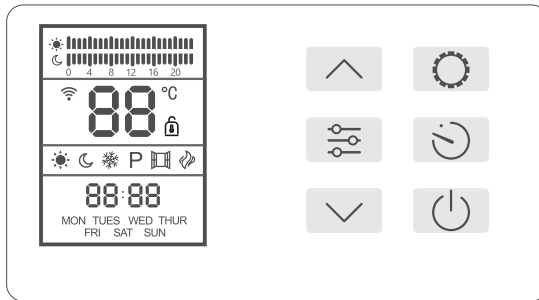 0 4 8 12 16 20
88 °C
P
88:88
MON TUES WED THUR
FRI SAT SUN